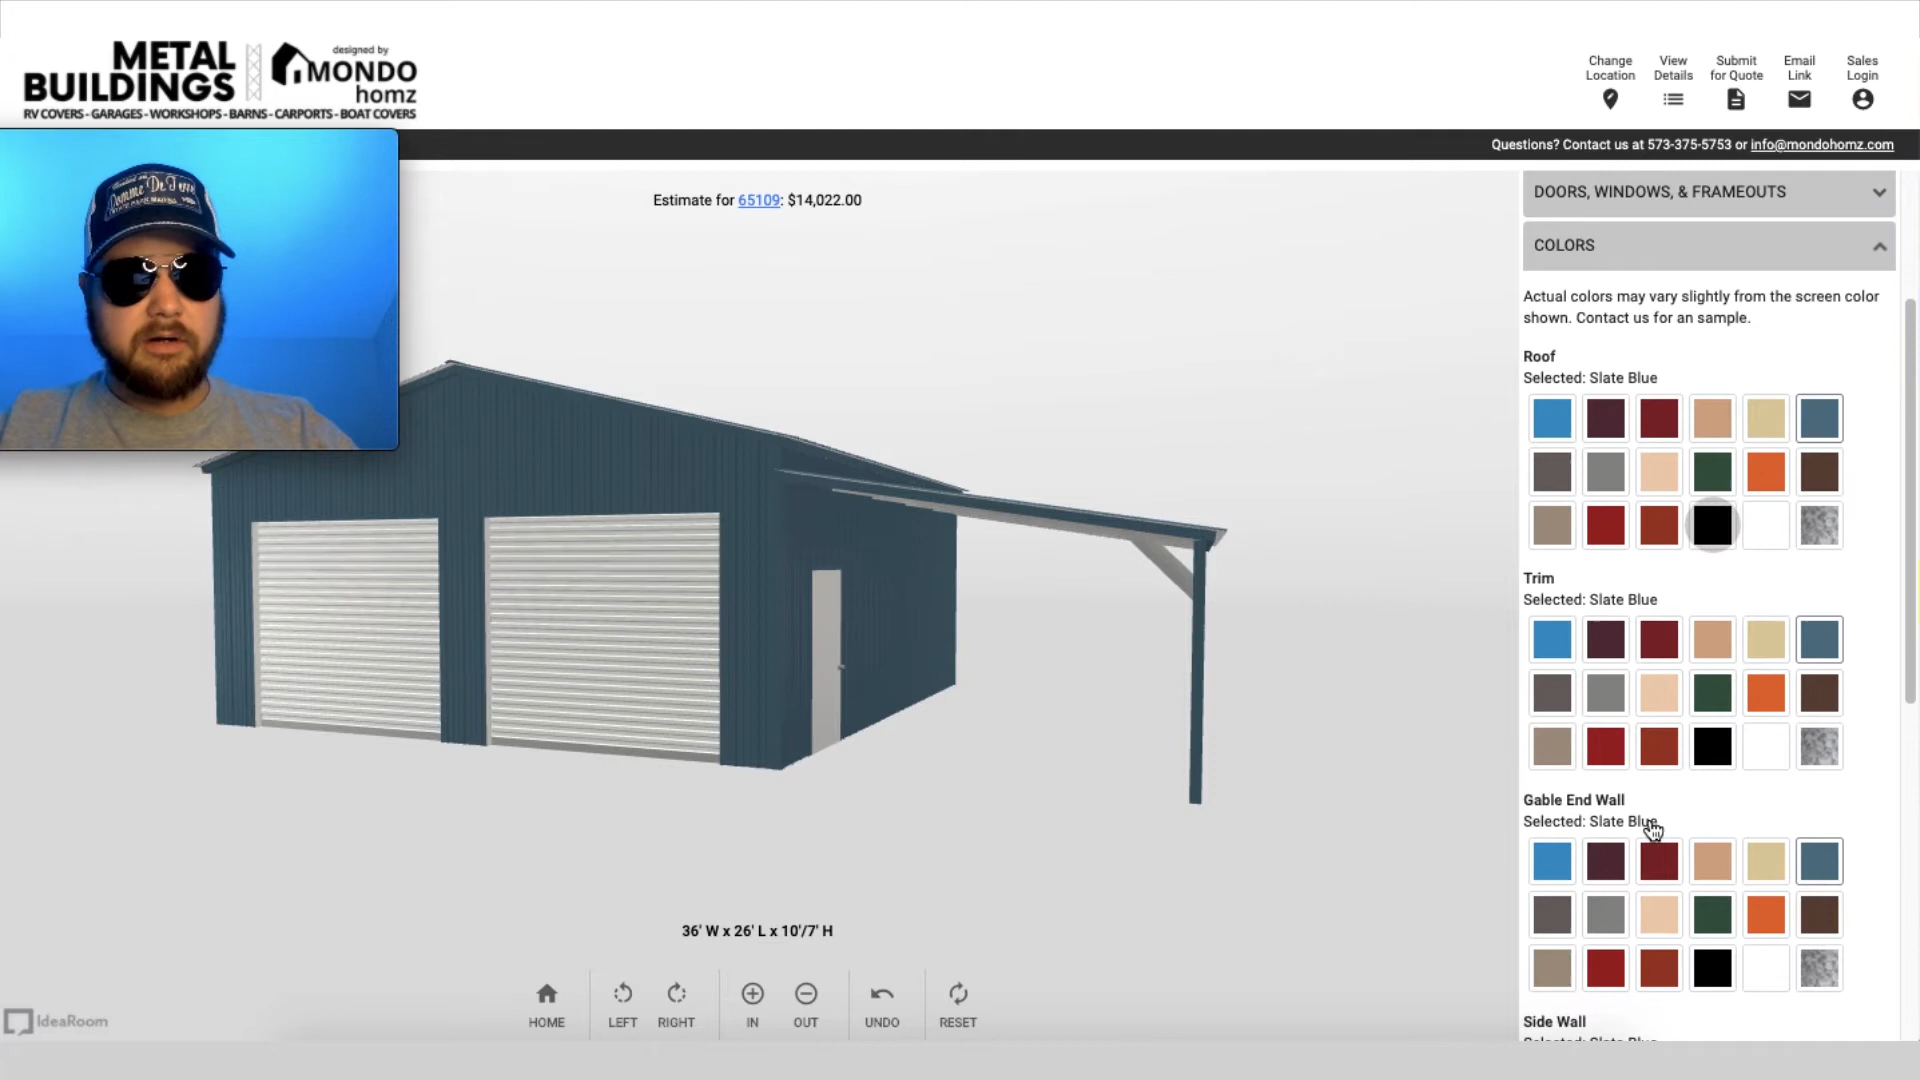 METAL
BUILDINGS
designed by
MONDO
homz
RV COVERS - GARAGES - WORKSHOPS - BARNS - CARPORTS - BOAT COVERS
Change
Location
View
Details
Submit
for Quote
Email
Link
Sales
Login
Questions? Contact us at 573-375-5753 or info@mondohomz.com
Estimate for 65109: $14,022.00
DOORS, WINDOWS, & FRAMEOUTS
COLORS
Actual colors may vary slightly from the screen color
shown. Contact us for an sample.
Roof
Selected: Slate Blue
Trim
Selected: Slate Blue
Gable End Wall
Selected: Slate Blue
Side Wall
36' W x 26' L x 10'/7' H
HOME
LEFT
RIGHT
IN
OUT
UNDO
RESET
IdeaRoom